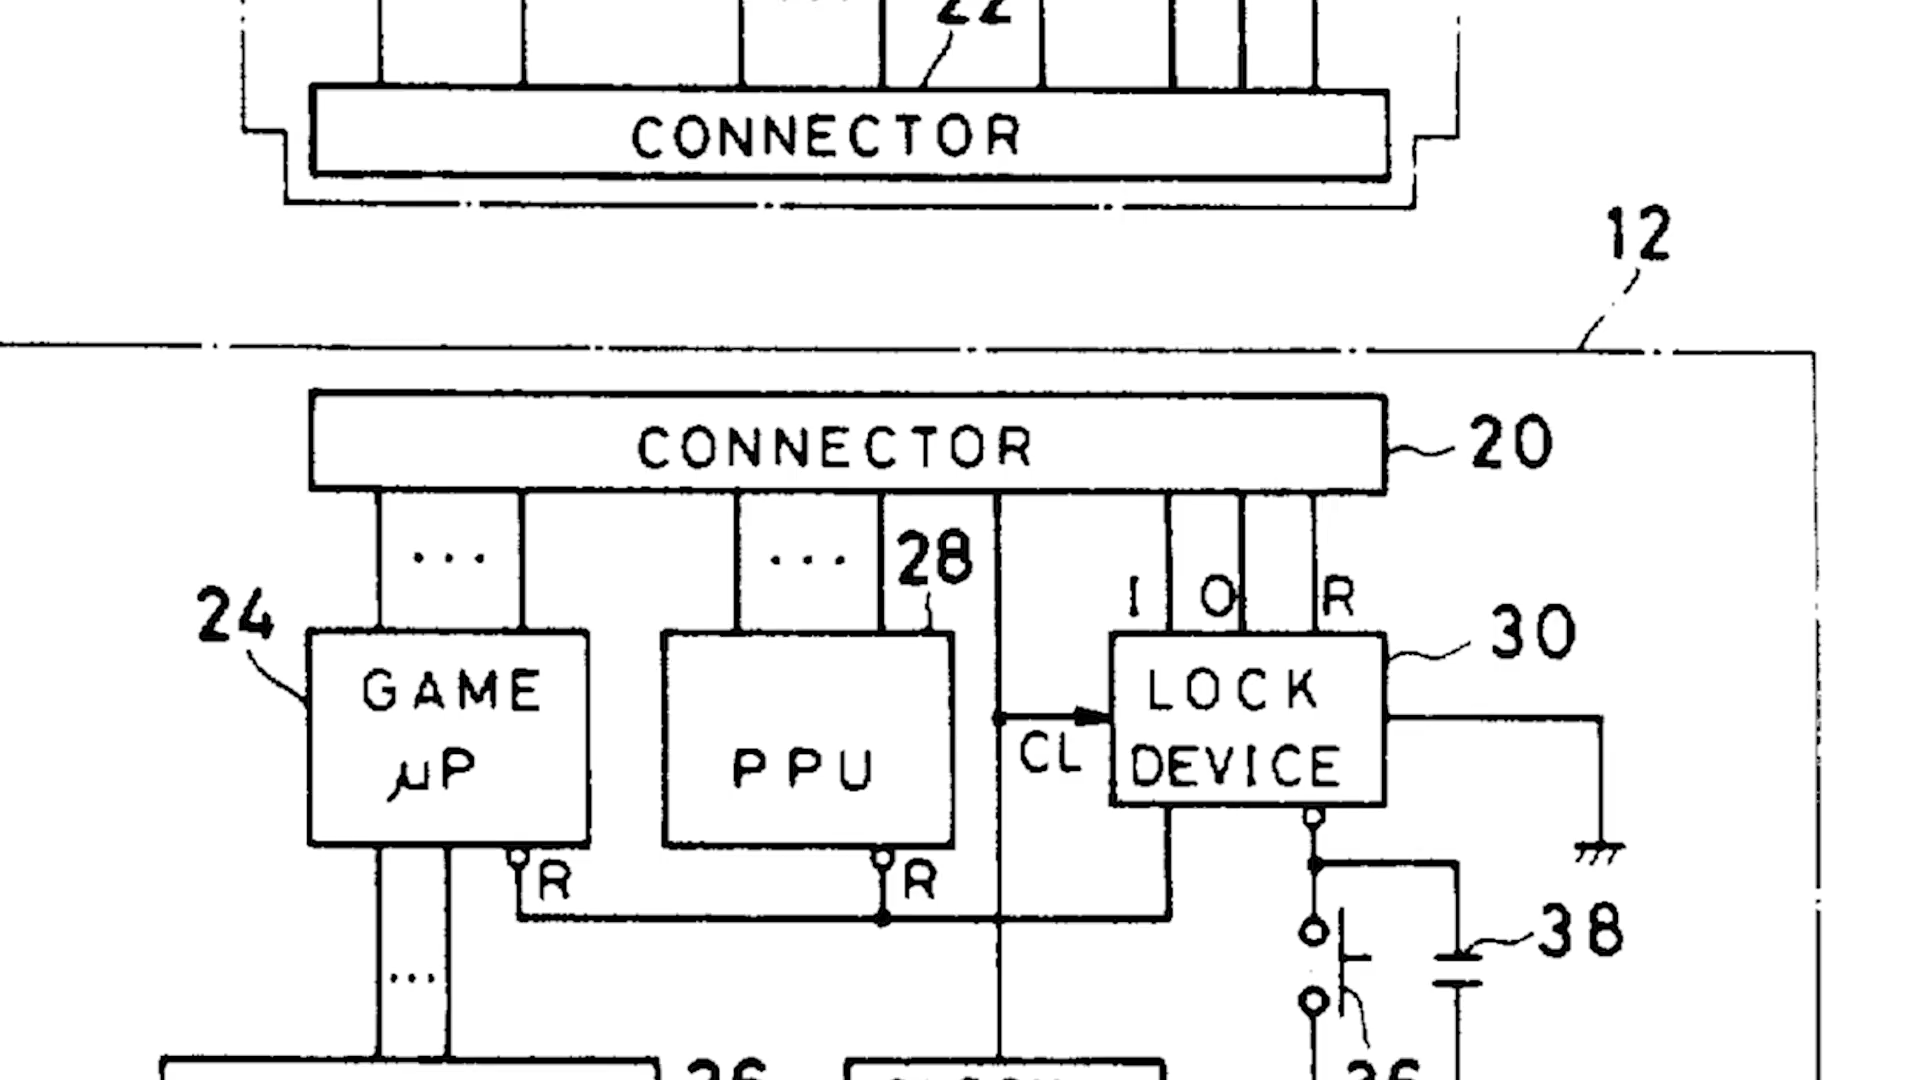 22
CONNECTOR
12
CONNECTOR
20
28
I O R
24
30
GAME
µP
PPU
LOCK
DEVICE
CL
R
R
38